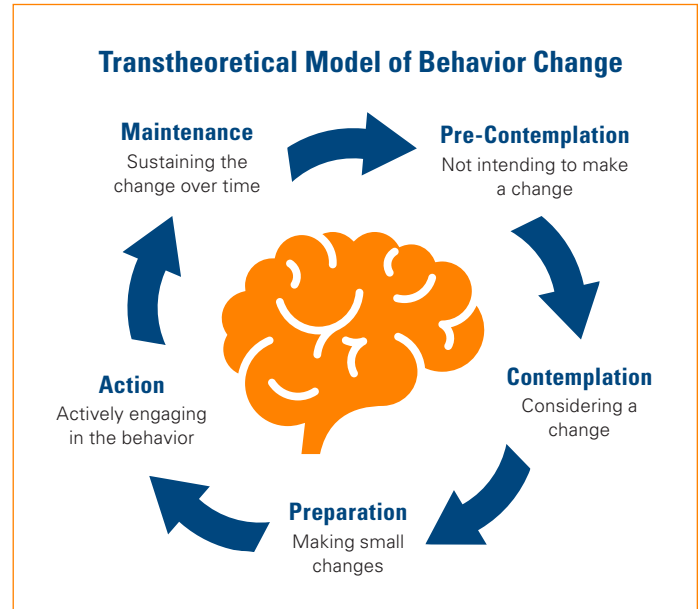 Transtheoretical Model of Behavior Change
Maintenance
Sustaining the
change over time
Pre-Contemplation
Not intending to make
a change
Contemplation
Considering a
change
Preparation
Making small
changes
Action
Actively engaging
in the behavior